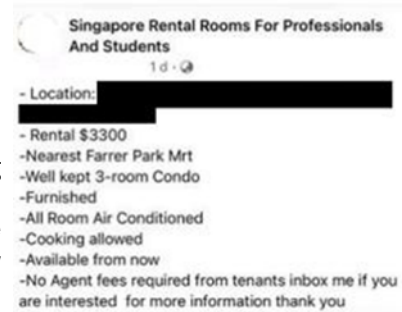 Singapore Rental Rooms For Professionals
And Students
1d ·
- Location:
- Rental $3300
-Nearest Farrer Park Mrt
-Well kept 3-room Condo
-Furnished
-All Room Air Conditioned
-Cooking allowed
-Available from now
-No Agent fees required from tenants inbox me if you
are interested for more information thank you